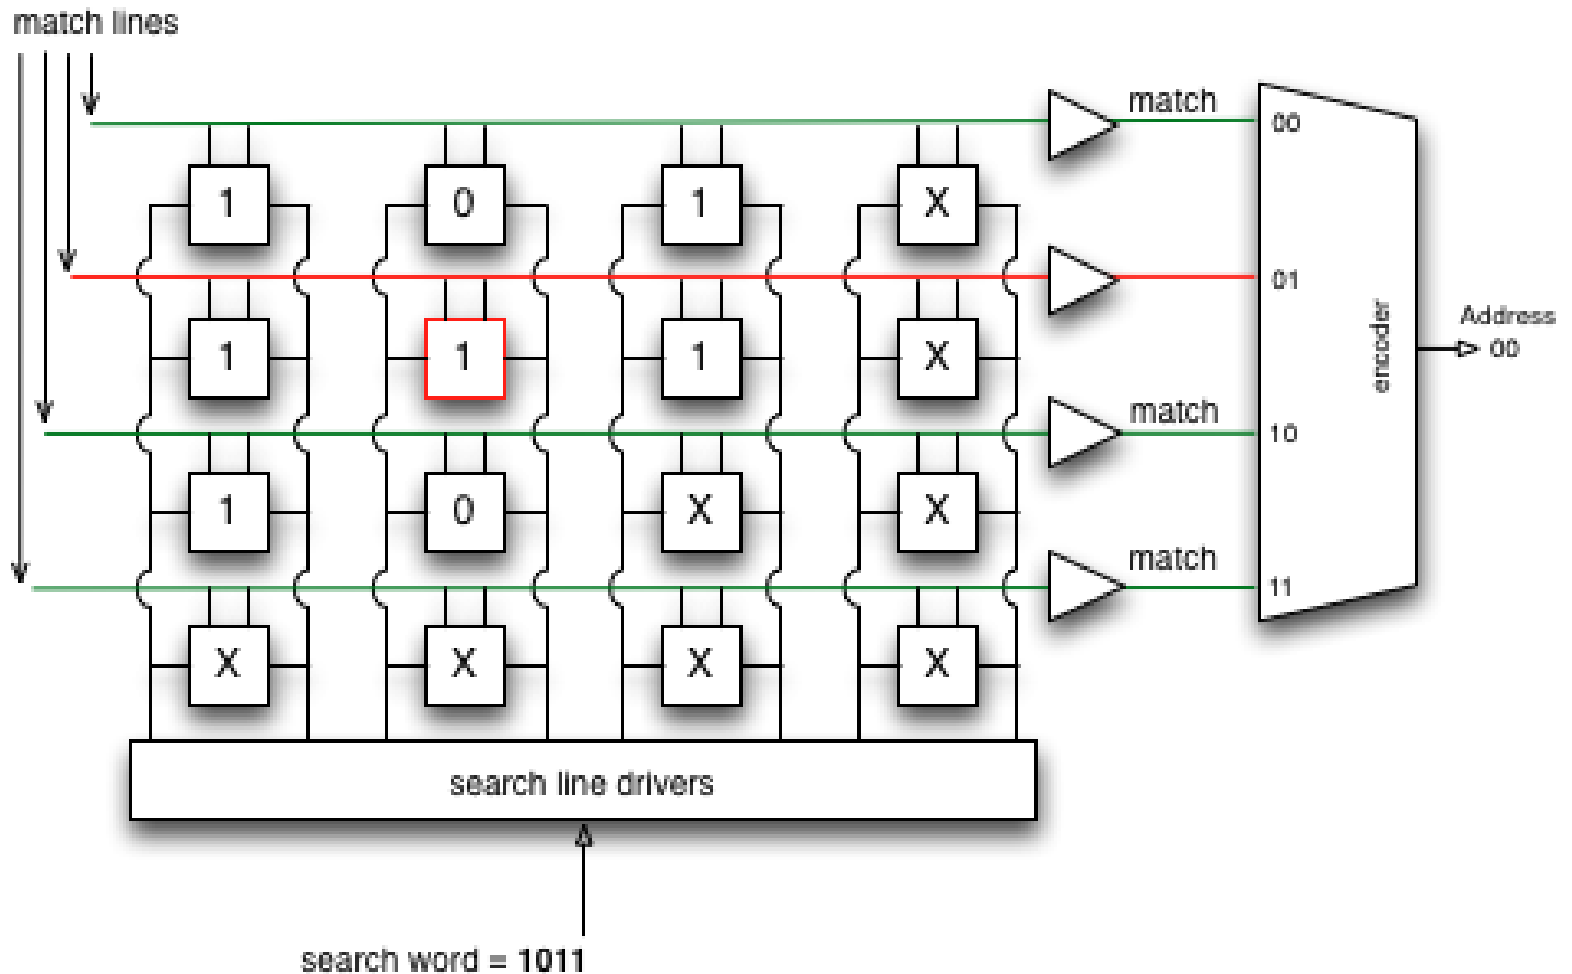 match lines
match
00
1 0 1 X
01
1 1 1 X
encoder
Address
00
match
10
1 0 X X
match
11
X X X X
search line drivers
search word = 1011